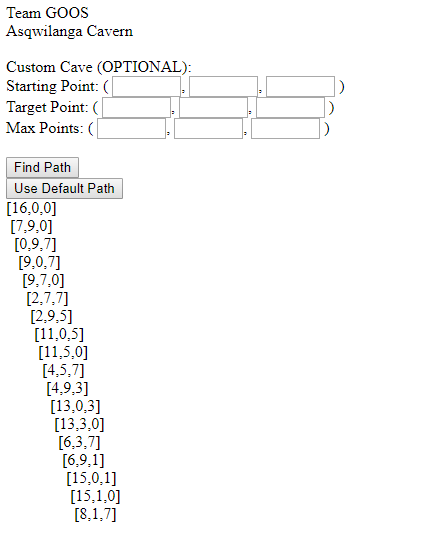 Team GOOS
Asqwilanga Cavern
Custom Cave (OPTIONAL):
Starting Point: ( , , )
Target Point: ( , , )
Max Points: ( , , )
Find Path
Use Default Path
[16,0,0]
[7,9,0]
[0,9,7]
[9,0,7]
[9,7,0]
[2,7,7]
[2,9,5]
[11,0,5]
[11,5,0]
[4,5,7]
[4,9,3]
[13,0,3]
[13,3,0]
[6,3,7]
[6,9,1]
[15,0,1]
[15,1,0]
[8,1,7]